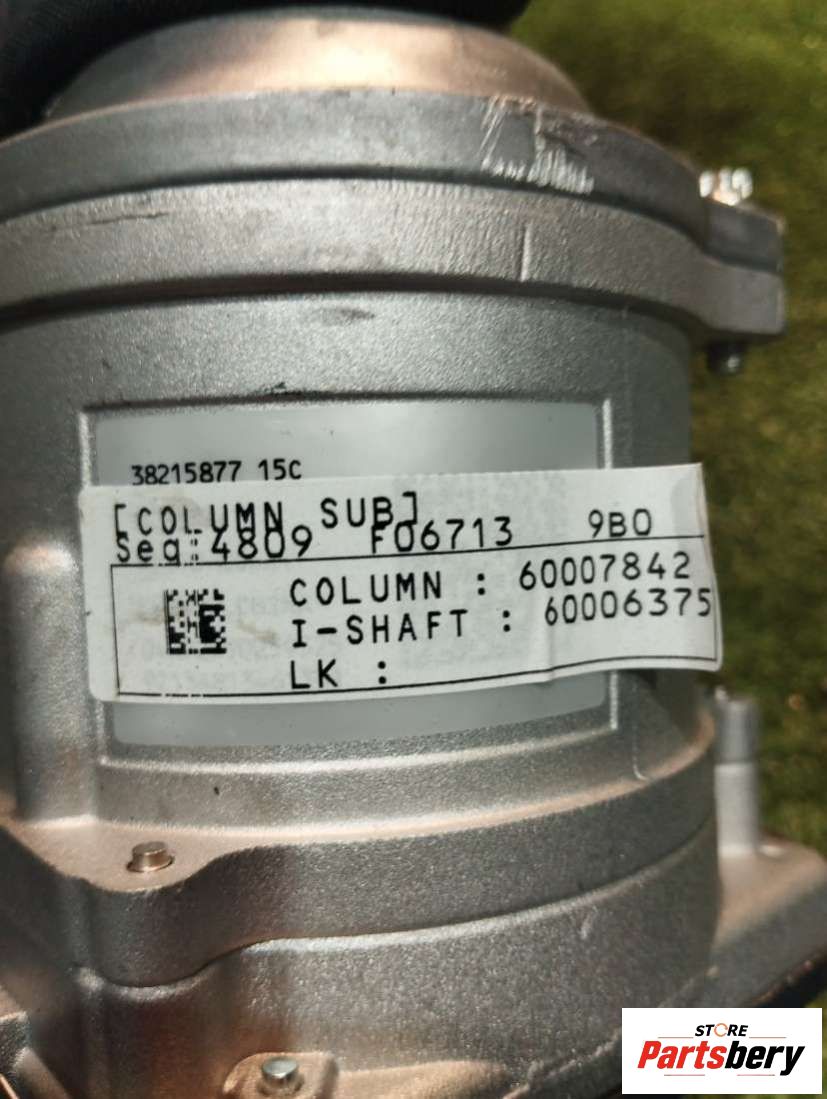 38215877 15C
[COLUMN SUB]
Seq:4809 F06713 9B0
COLUMN : 60007842
I-SHAFT : 60006375
LK :
STORE
Partsbery